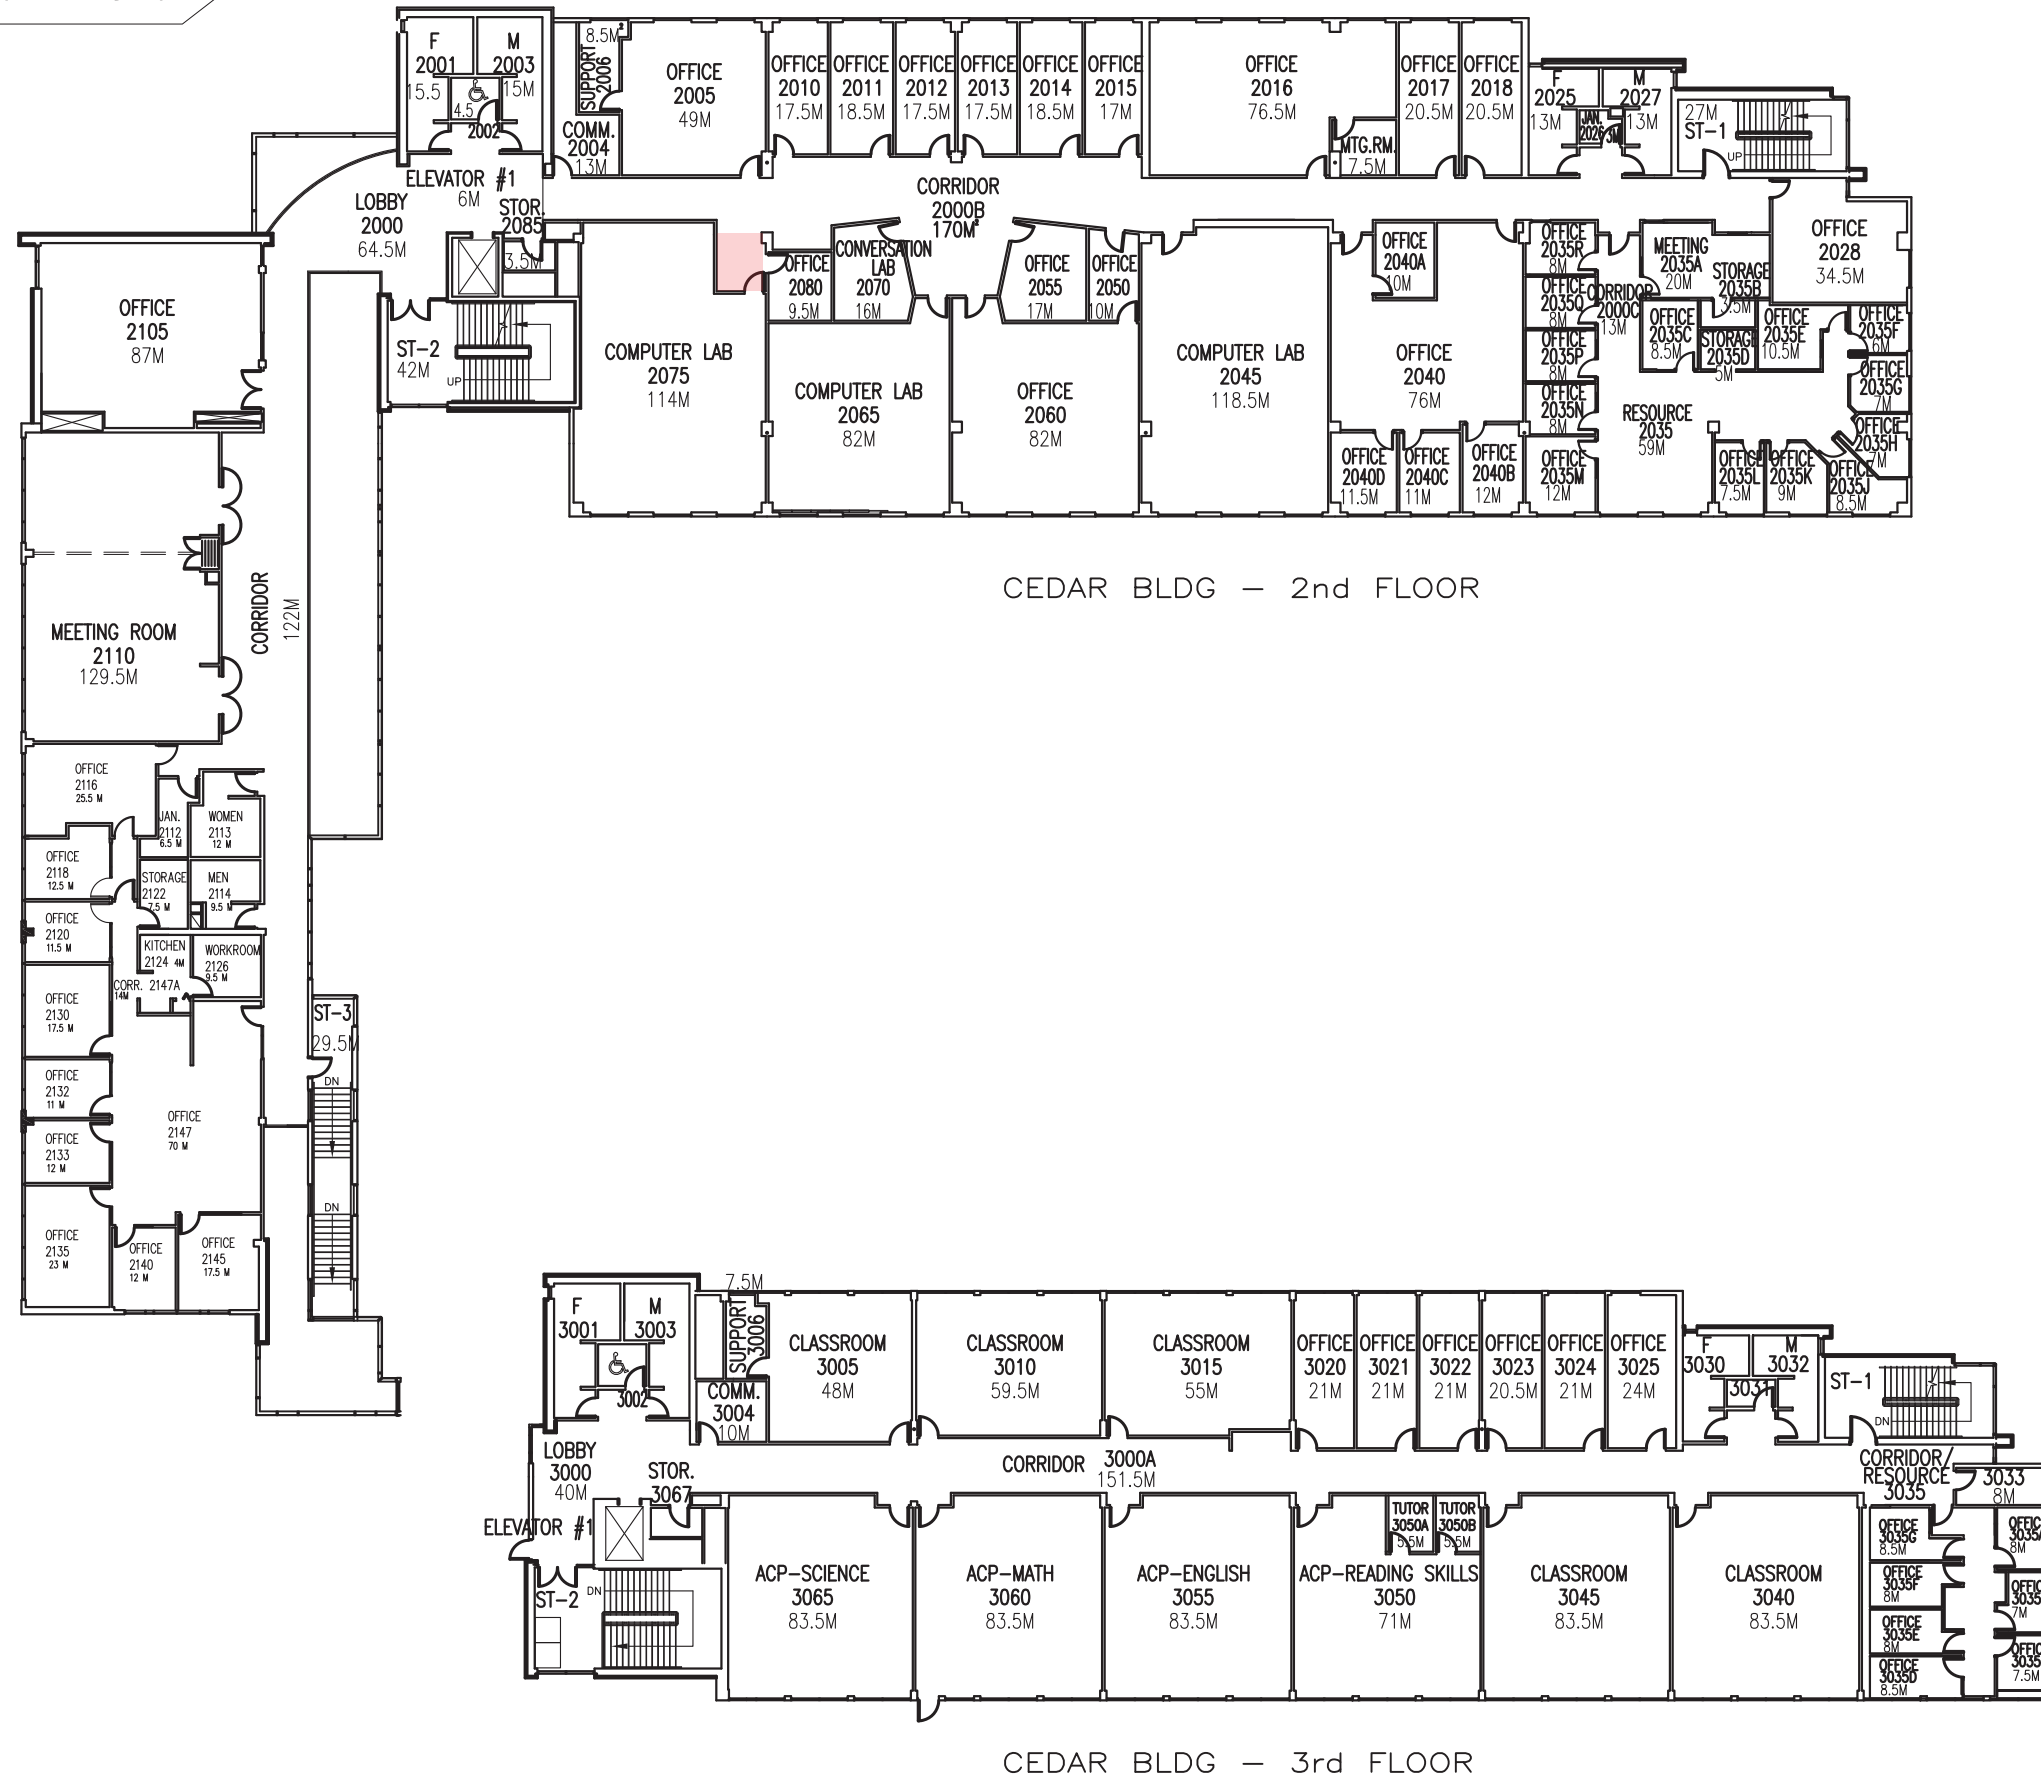 F
2001
15.5
M
2003
15M
4.5
2002
8.5M²
SUPPORT
2006
COMM.
2004
13M
OFFICE
2005
49M
OFFICE
2010
17.5M
OFFICE
2011
18.5M
OFFICE
2012
17.5M
OFFICE
2013
17.5M
OFFICE
2014
18.5M
OFFICE
2015
17M
OFFICE
2016
76.5M
MTG.RM.
7.5M
OFFICE
2017
20.5M
OFFICE
2018
20.5M
F
2025
13M
M
2027
13M
JAN.
2026
3M
27M
ST-1
UP
ELEVATOR #1
6M
LOBBY
2000
64.5M
STOR.
2085
3.5M
CORRIDOR
2000B
170M²
OFFICE
2105
87M
ST-2
42M
UP
COMPUTER LAB
2075
114M
OFFICE
2080
9.5M
CONVERSATION
LAB
2070
16M
COMPUTER LAB
2065
82M
OFFICE
2055
17M
OFFICE
2050
10M
OFFICE
2060
82M
COMPUTER LAB
2045
118.5M
OFFICE
2040A
10M
OFFICE
2040
76M
OFFICE
2040D
11.5M
OFFICE
2040C
11M
OFFICE
2040B
12M
OFFICE
2035R
8M
OFFICE
2035Q
8M
OFFICE
2035P
8M
OFFICE
2035N
8M
OFFICE
2035M
12M
CORRIDOR
2000C
13M
MEETING
2035A
20M
STORAGE
2035B
3.5M
OFFICE
2028
34.5M
OFFICE
2035C
8.5M
STORAGE
2035D
5M
OFFICE
2035E
10.5M
OFFICE
2035F
6M
OFFICE
2035G
7M
OFFICE
2035H
7M
RESOURCE
2035
59M
OFFICE
2035L
7.5M
OFFICE
2035K
9M
OFFICE
2035J
8.5M
CEDAR BLDG - 2nd FLOOR
MEETING ROOM
2110
129.5M
CORRIDOR
122M
OFFICE
2116
25.5 M
JAN.
2112
6.5 M
WOMEN
2113
12 M
OFFICE
2118
12.5 M
STORAGE
2122
7.5 M
MEN
2114
9.5 M
OFFICE
2120
11.5 M
KITCHEN
2124 4M
WORKROOM
2126
9.5 M
CORR. 2147A
14M
OFFICE
2130
17.5 M
ST-3
29.5M
DN
OFFICE
2132
11 M
OFFICE
2147
70 M
OFFICE
2133
12 M
DN
OFFICE
2135
23 M
OFFICE
2140
12 M
OFFICE
2145
17.5 M
F
3001
M
3003
3002
7.5M
SUPPORT
3006
COMM.
3004
10M
CLASSROOM
3005
48M
CLASSROOM
3010
59.5M
CLASSROOM
3015
55M
OFFICE
3020
21M
OFFICE
3021
21M
OFFICE
3022
21M
OFFICE
3023
20.5M
OFFICE
3024
21M
OFFICE
3025
24M
F
3030
M
3032
3031
ST-1
DN
LOBBY
3000
40M
STOR.
3067
CORRIDOR 3000A
151.5M
CORRIDOR/
RESOURCE
3035
3033
8M
ELEVATOR #1
ST-2
DN
ACP-SCIENCE
3065
83.5M
ACP-MATH
3060
83.5M
ACP-ENGLISH
3055
83.5M
TUTOR
3050A
5.5M
TUTOR
3050B
5.5M
ACP-READING SKILLS
3050
71M
CLASSROOM
3045
83.5M
CLASSROOM
3040
83.5M
OFFICE
3035G
8.5M
OFFICE
3035F
8M
OFFICE
3035E
8M
OFFICE
3035D
8.5M
8M
7M
7.5M
CEDAR BLDG - 3rd FLOOR